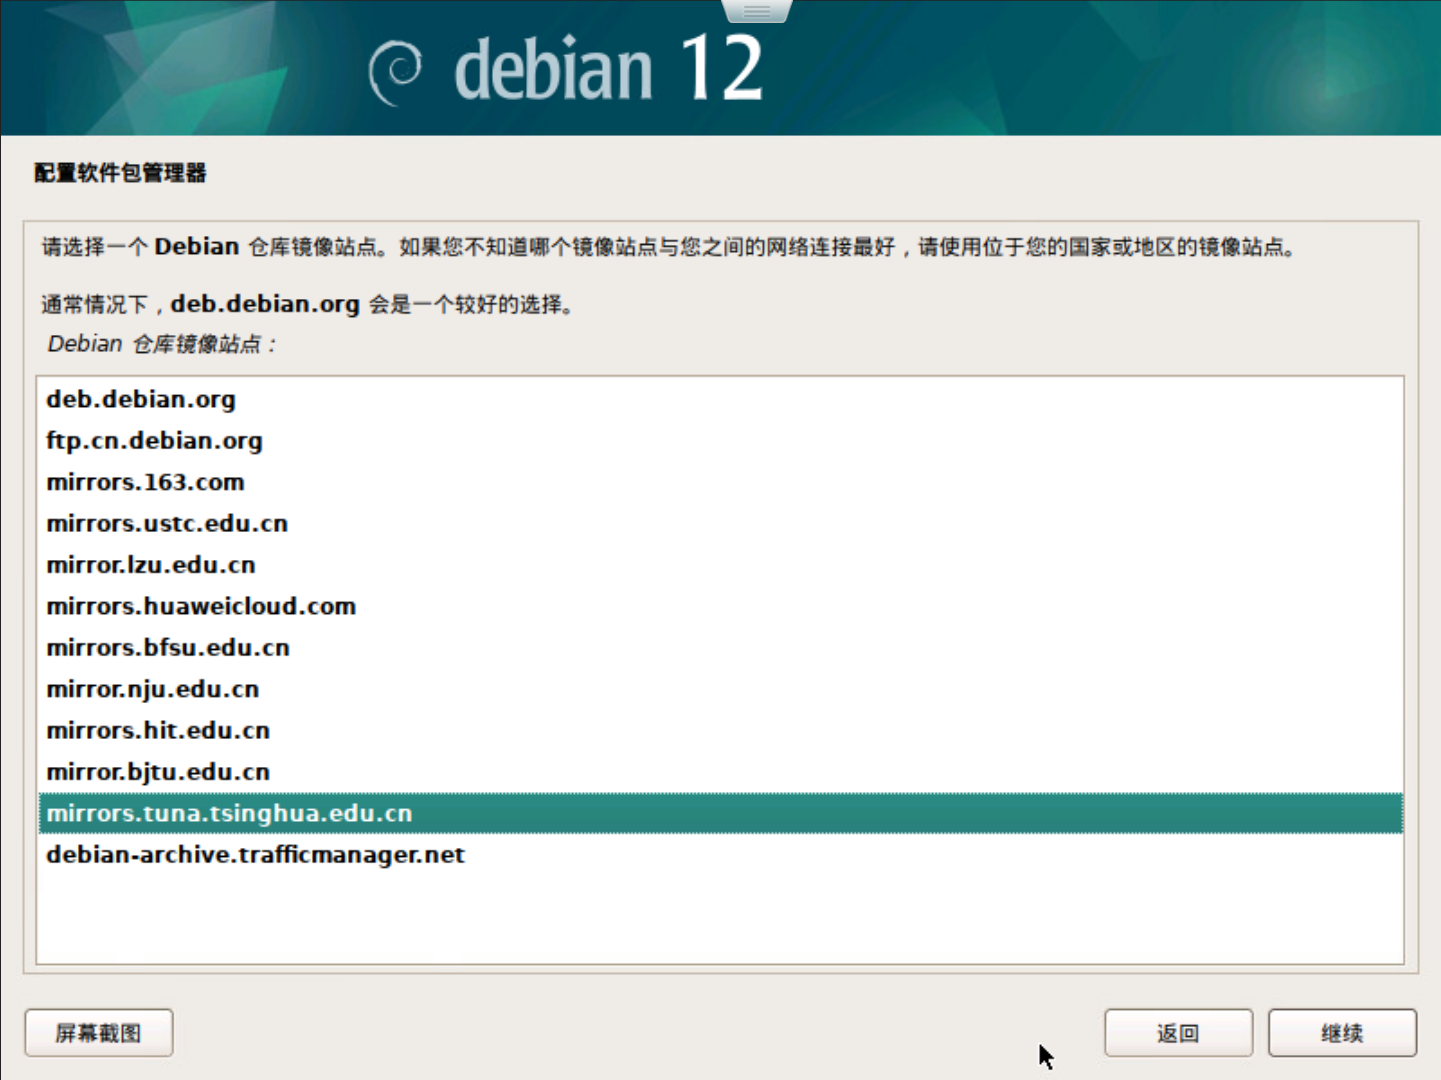 debian 12
配置软件包管理器
请选择一个 Debian 仓库镜像站点。如果您不知道哪个镜像站点与您之间的网络连接最好，请使用位于您的国家或地区的镜像站点。
通常情况下，deb.debian.org 会是一个较好的选择。
Debian 仓库镜像站点：
deb.debian.org
ftp.cn.debian.org
mirrors.163.com
mirrors.ustc.edu.cn
mirror.lzu.edu.cn
mirrors.huaweicloud.com
mirrors.bfsu.edu.cn
mirror.nju.edu.cn
mirrors.hit.edu.cn
mirror.bjtu.edu.cn
mirrors.tuna.tsinghua.edu.cn
debian-archive.trafficmanager.net
屏幕截图
返回
继续